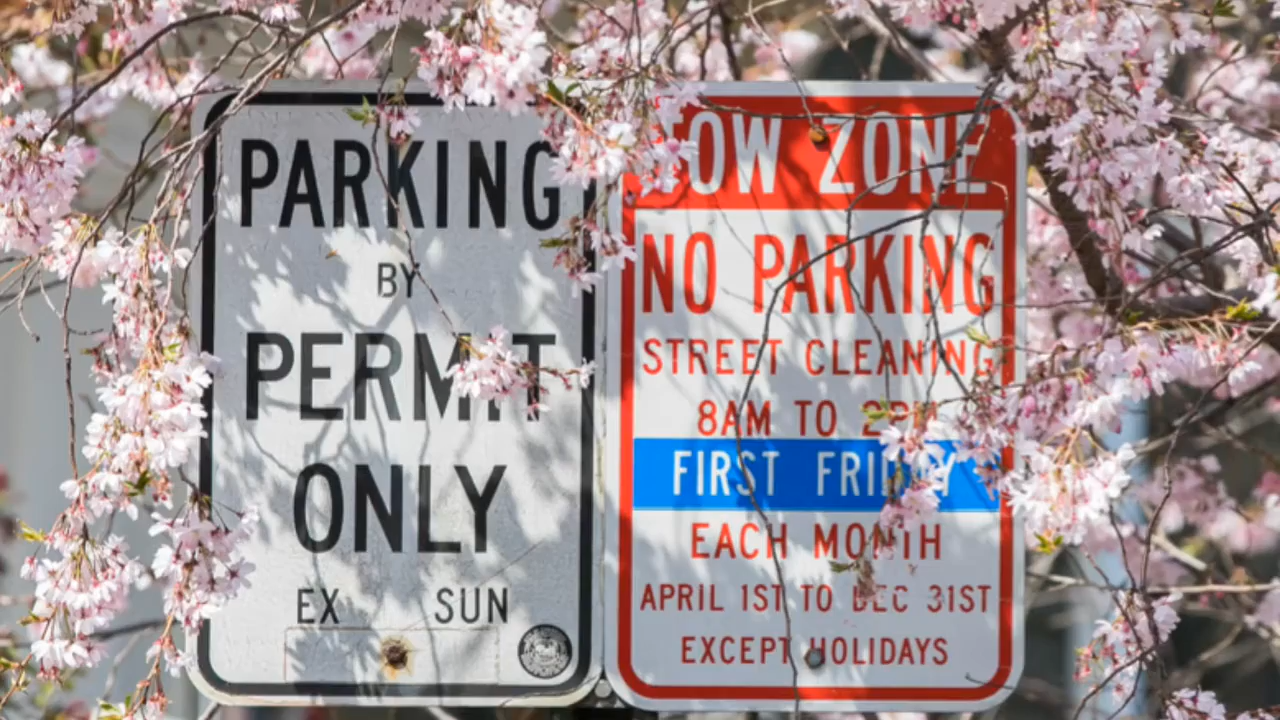 PARKING
BY
PERMIT
ONLY
EX SUN
TOW ZONE
NO PARKING
STREET CLEANING
8AM TO 2PM
FIRST FRIDAY
EACH MONTH
APRIL 1ST TO DEC 31ST
EXCEPT HOLIDAYS